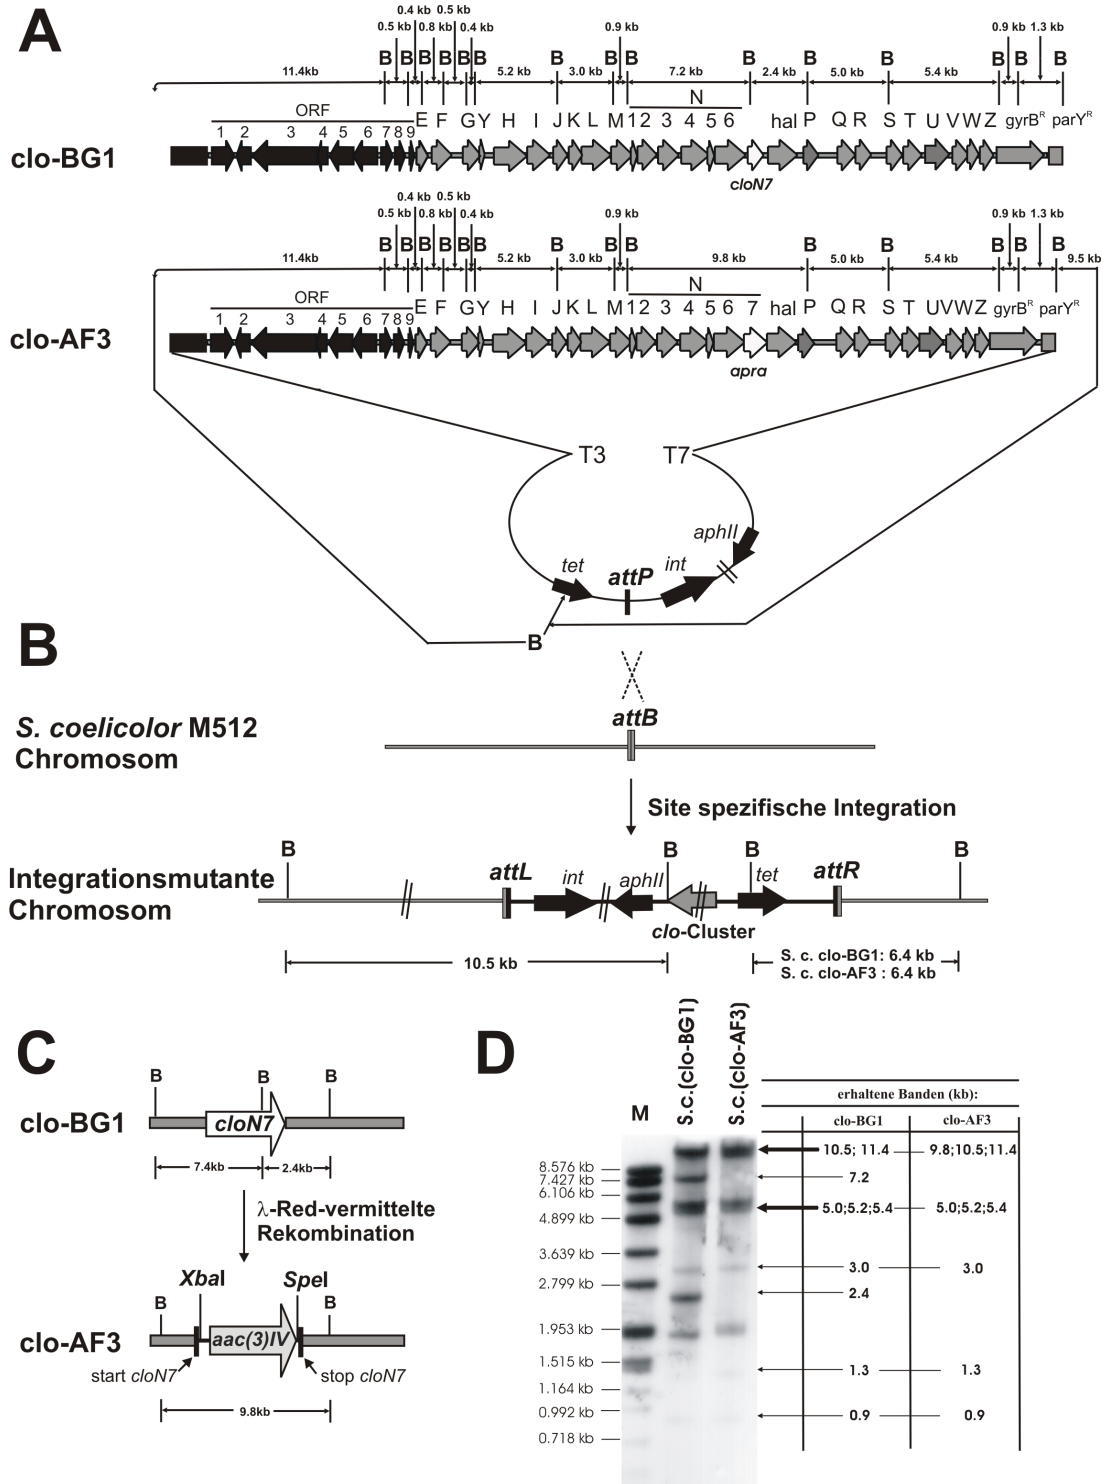 A
0.4 kb 0.5 kb
0.5 kb 0.8 kb 0.4 kb 0.9 kb 0.9 kb 1.3 kb
B B B B B B B B B B B B B B B
11.4kb 5.2 kb 3.0 kb 7.2 kb 2.4 kb 5.0 kb 5.4 kb
ORF N
1 2 3 4 5 6 7 8 9 E F G Y H I J K L M 1 2 3 4 5 6 hal P Q R S T U V W Z gyrBᴿ parYᴿ
clo-BG1
cloN7
0.4 kb 0.5 kb
0.5 kb 0.8 kb 0.4 kb 0.9 kb 0.9 kb 1.3 kb
B B B B B B B B B B B B B B
11.4kb 5.2 kb 3.0 kb 9.8 kb 5.0 kb 5.4 kb 9.5 kb
ORF N
1 2 3 4 5 6 7 8 9 E F G Y H I J K L M 1 2 3 4 5 6 7 hal P Q R S T U V W Z gyrBᴿ parYᴿ
clo-AF3
apra
T3 T7
aphII
tet attP int
B
B
attB
S. coelicolor M512
Chromosom
Site spezifische Integration
B B B B
attL int aphII tet attR
Integrationsmutante
Chromosom
clo-Cluster
10.5 kb
S. c. clo-BG1: 6.4 kb
S. c. clo-AF3 : 6.4 kb
C
B B B
clo-BG1
cloN7
7.4kb 2.4kb
λ-Red-vermittelte
Rekombination
XbaI SpeI
B B
clo-AF3
aac(3)IV
start cloN7 stop cloN7
9.8kb
D
M
S.c.(clo-BG1)
S.c.(clo-AF3)
erhaltene Banden (kb):
clo-BG1 clo-AF3
10.5; 11.4 9.8;10.5;11.4
7.2
5.0;5.2;5.4 5.0;5.2;5.4
3.0 3.0
2.4
1.3 1.3
0.9 0.9
8.576 kb
7.427 kb
6.106 kb
4.899 kb
3.639 kb
2.799 kb
1.953 kb
1.515 kb
1.164 kb
0.992 kb
0.718 kb